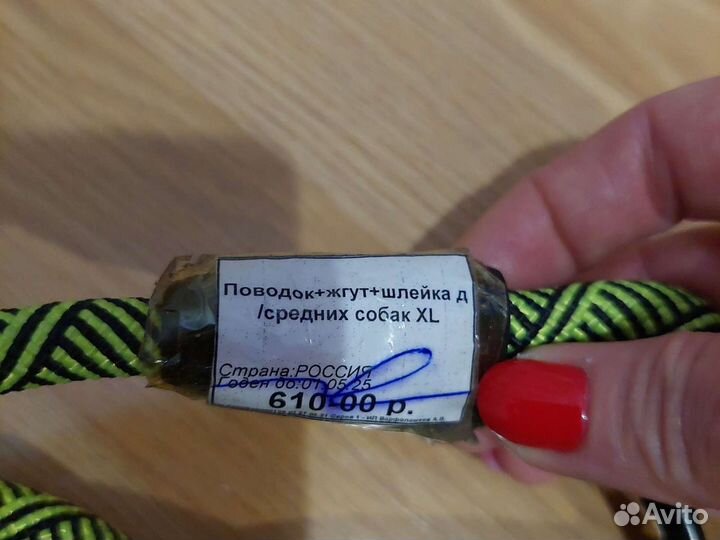 Поводок+жгут+шлейка д
/средних собак XL
Страна:РОССИЯ
Годен до:01.05.25
610.00 р.
Avito